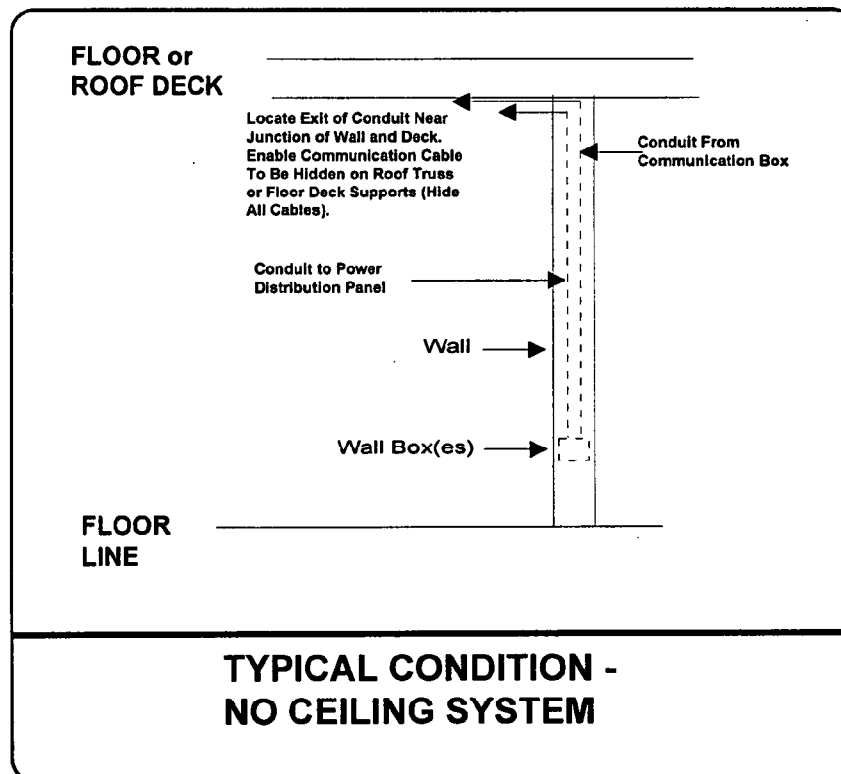 FLOOR or
ROOF DECK
Locate Exit of Conduit Near
Junction of Wall and Deck.
Enable Communication Cable
To Be Hidden on Roof Truss
or Floor Deck Supports (Hide
All Cables).
Conduit From
Communication Box
Conduit to Power
Distribution Panel
Wall
Wall Box(es)
FLOOR
LINE
TYPICAL CONDITION -
NO CEILING SYSTEM